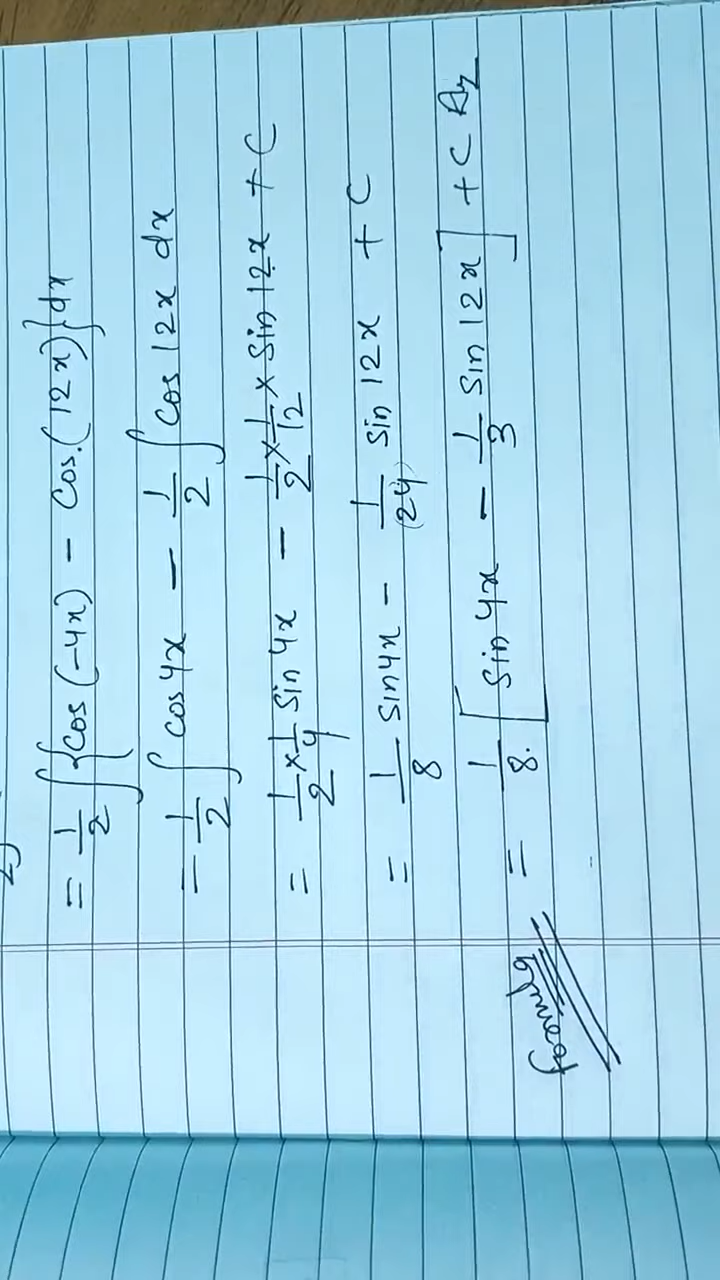 = 1/2 ∫{cos(-4x) - cos.(12x)}dx
= 1/2 ∫ cos 4x - 1/2 ∫ cos 12x dx
= 1/2 × 1/4 sin 4x - 1/2 × 1/12 × sin 12x + C
= 1/8 sin 4x - 1/24 sin 12x + C
= 1/8. [sin 4x - 1/3 sin 12x] + C